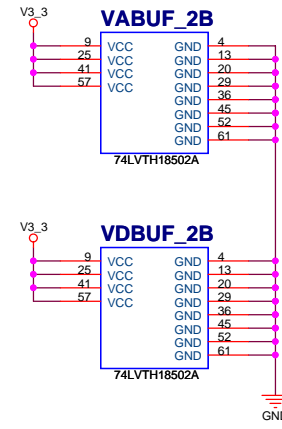 V3_3
VABUF_2B
9 VCC GND 4
25 VCC GND 13
41 VCC GND 20
57 VCC GND 29
GND 36
GND 45
GND 52
GND 61
74LVTH18502A
V3_3
VDBUF_2B
9 VCC GND 4
25 VCC GND 13
41 VCC GND 20
57 VCC GND 29
GND 36
GND 45
GND 52
GND 61
74LVTH18502A
GND